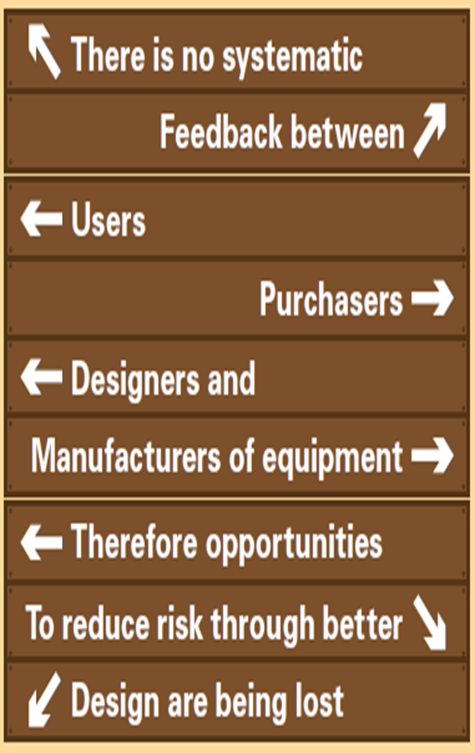 There is no systematic
Feedback between
Users
Purchasers
Designers and
Manufacturers of equipment
Therefore opportunities
To reduce risk through better
Design are being lost